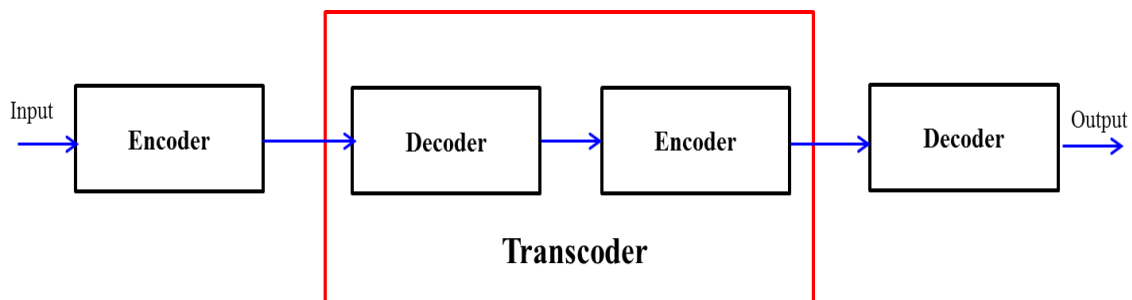 Input
Encoder
Decoder
Encoder
Decoder
Output
Transcoder